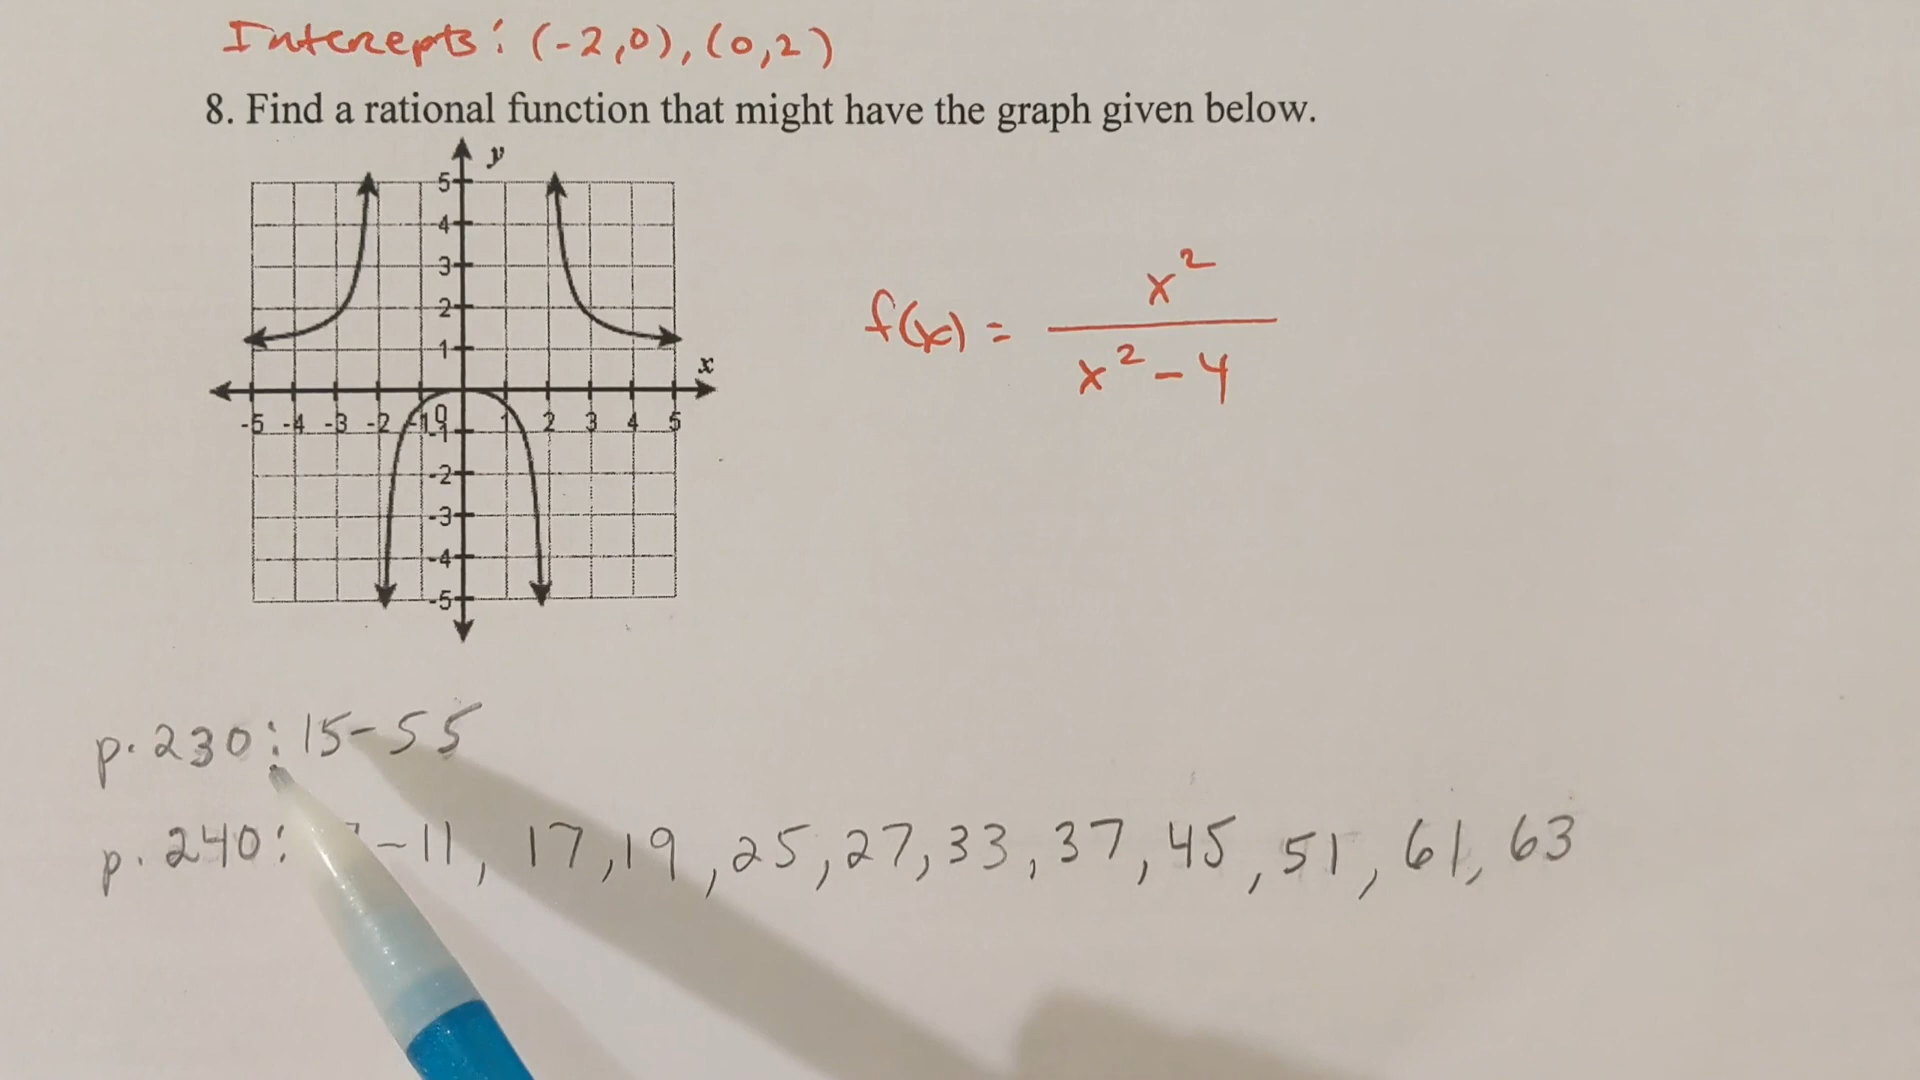 Intercepts: (-2,0), (0,2)
8. Find a rational function that might have the graph given below.
y
5
4
3
2
1
x
-5 -4 -3 -2 -1 0 1 2 3 4 5
-1
-2
-3
-4
-5
f(x) = x² / x² - 4
p. 230: 15-55
p. 240: -11, 17, 19, 25, 27, 33, 37, 45, 51, 61, 63